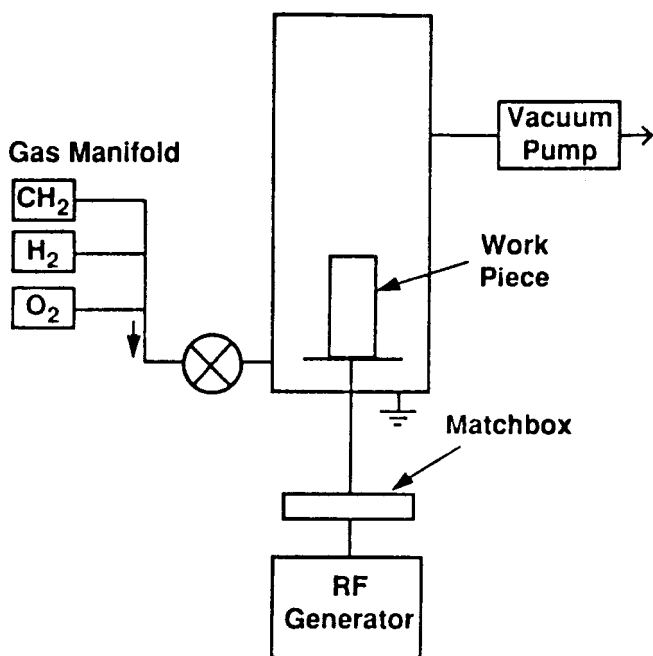 Vacuum
Pump
Gas Manifold
CH2
H2
O2
Work
Piece
Matchbox
RF
Generator